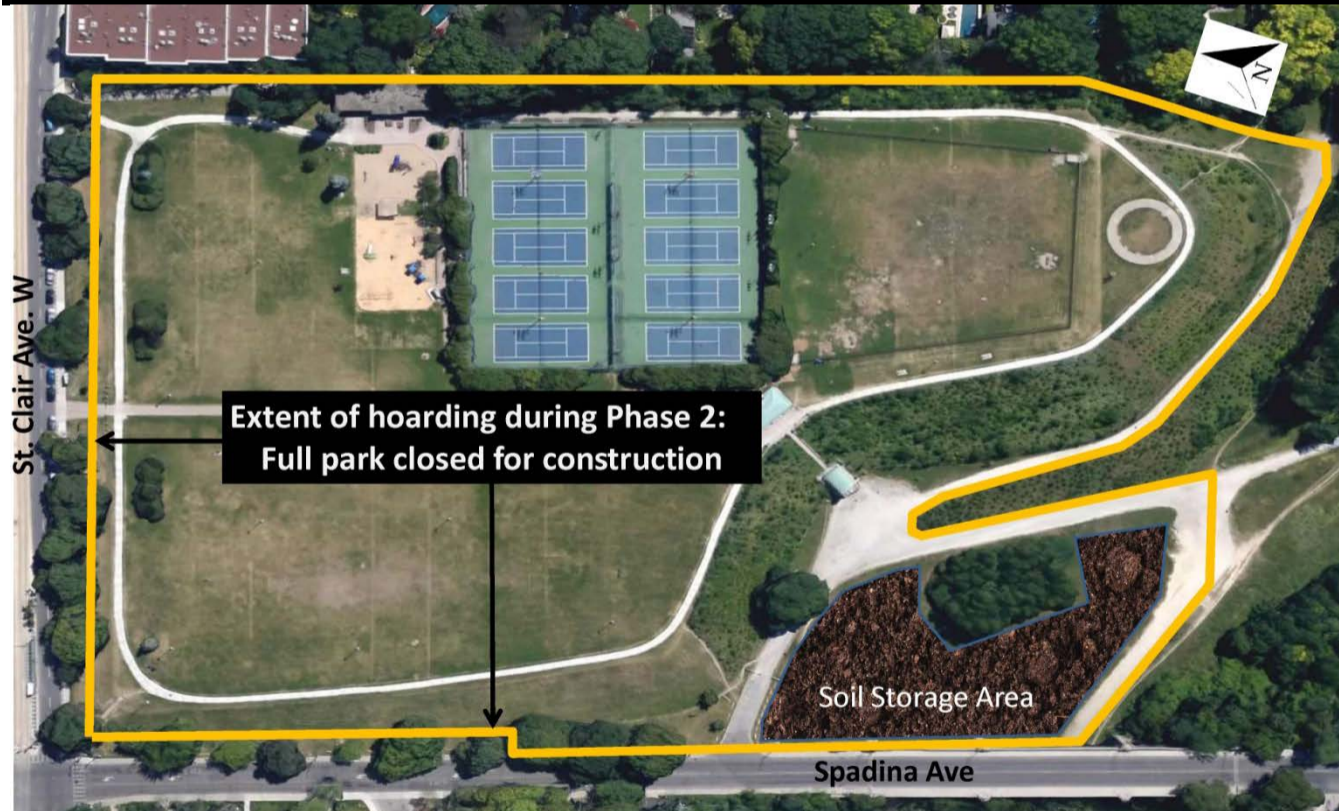 N
St. Clair Ave. W
Extent of hoarding during Phase 2:
Full park closed for construction
Soil Storage Area
Spadina Ave